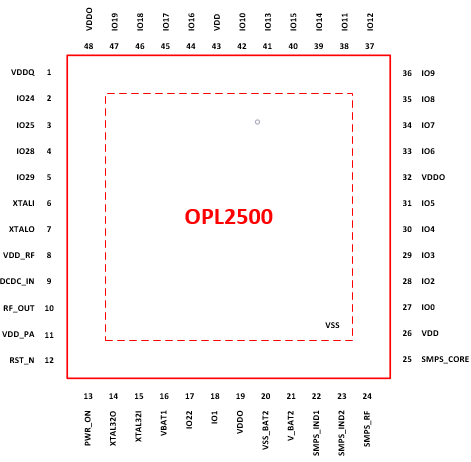 VDDO IO19 IO18 IO17 IO16 VDD IO10 IO13 IO15 IO14 IO11 IO12
48 47 46 45 44 43 42 41 40 39 38 37
VDDQ 1 36 IO9
IO24 2 35 IO8
IO25 3 34 IO7
IO28 4 33 IO6
IO29 5 32 VDDO
XTALI 6 31 IO5
OPL2500
XTALO 7 30 IO4
VDD_RF 8 29 IO3
DCDC_IN 9 28 IO2
RF_OUT 10 27 IO0
VSS
VDD_PA 11 26 VDD
RST_N 12 25 SMPS_CORE
13 14 15 16 17 18 19 20 21 22 23 24
PWR_ON XTAL32O XTAL32I VBAT1 IO22 IO1 VDDO VSS_BAT2 V_BAT2 SMPS_IND1 SMPS_IND2 SMPS_RF